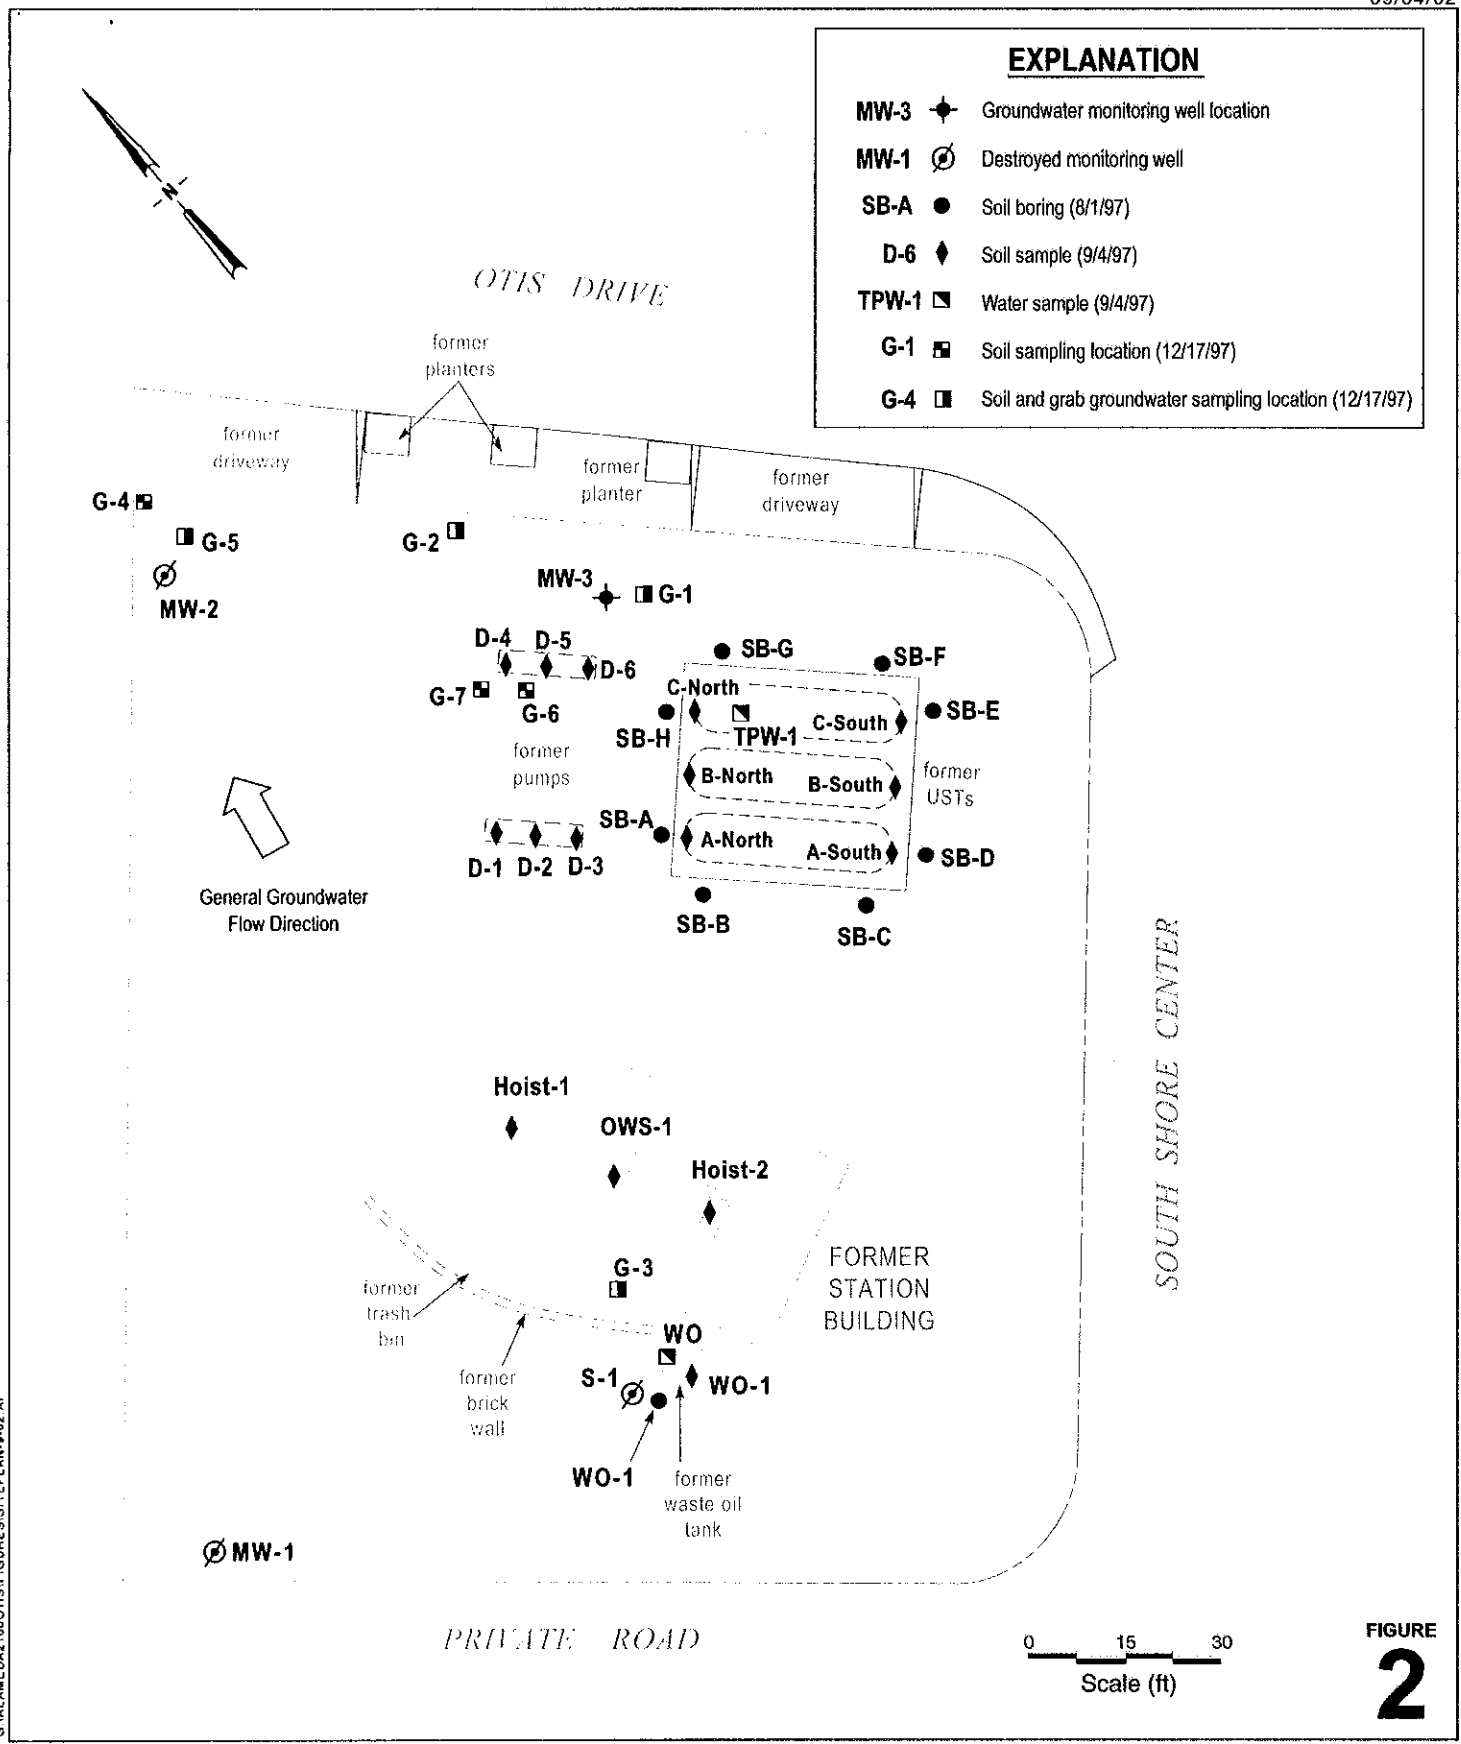 EXPLANATION
MW-3 Groundwater monitoring well location
MW-1 Destroyed monitoring well
SB-A Soil boring (8/1/97)
D-6 Soil sample (9/4/97)
TPW-1 Water sample (9/4/97)
G-1 Soil sampling location (12/17/97)
G-4 Soil and grab groundwater sampling location (12/17/97)
N
OTIS DRIVE
former
planters
former
driveway
former
planter
former
driveway
G-4
G-5
MW-2
G-2
MW-3
G-1
D-4
D-5
D-6
G-7
G-6
SB-G
SB-F
C-North
SB-E
C-South
SB-H
TPW-1
former
pumps
B-North
B-South
former
USTs
SB-A
A-North
A-South
SB-D
D-1
D-2
D-3
SB-B
SB-C
General Groundwater
Flow Direction
SOUTH SHORE CENTER
Hoist-1
OWS-1
Hoist-2
FORMER
STATION
BUILDING
G-3
former
trash
bin
WO
S-1
WO-1
former
brick
wall
WO-1
former
waste oil
tank
MW-1
PRIVATE ROAD
0 15 30
Scale (ft)
FIGURE
2